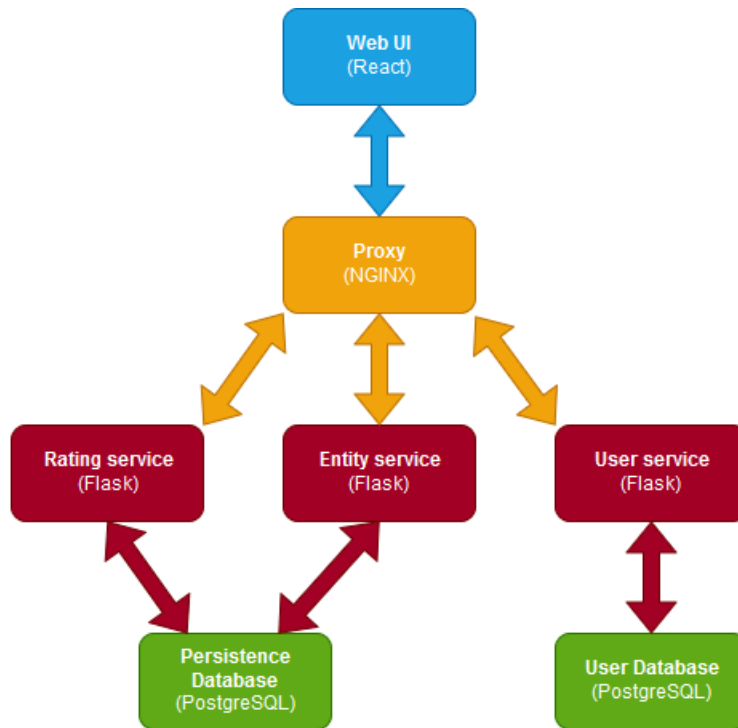 Web UI
(React)
Proxy
(NGINX)
Rating service
(Flask)
Entity service
(Flask)
User service
(Flask)
Persistence
Database
(PostgreSQL)
User Database
(PostgreSQL)